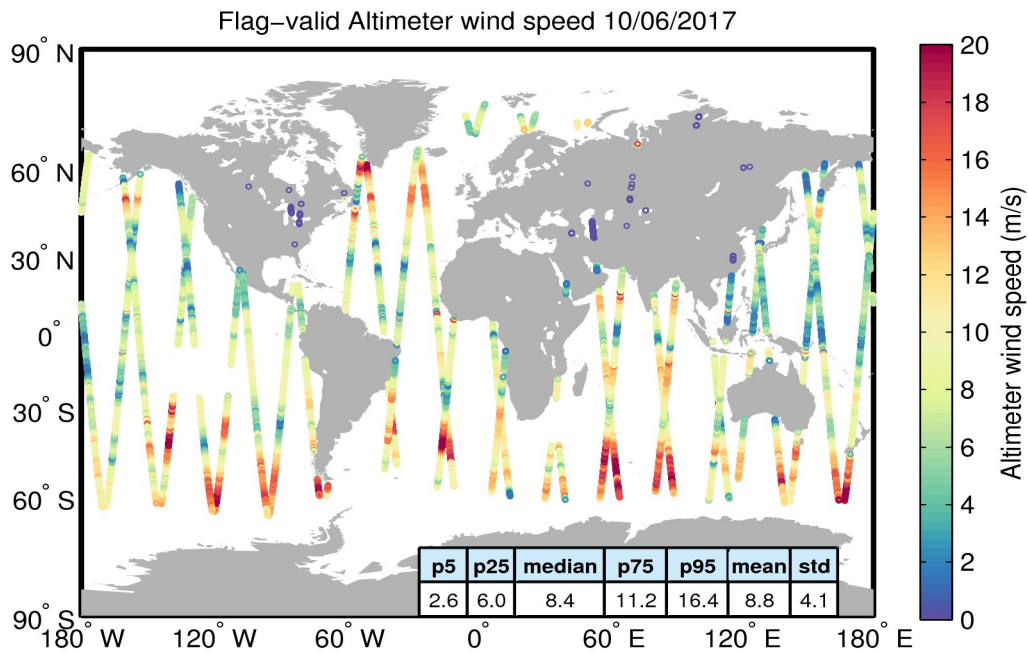 Flag−valid Altimeter wind speed 10/06/2017
90° N
60° N
30° N
0°
30° S
60° S
90° S
180° W
120° W
60° W
0°
60° E
120° E
180° E
p5 p25 median p75 p95 mean std
2.6 6.0 8.4 11.2 16.4 8.8 4.1
20
18
16
14
12
10
8
6
4
2
0
Altimeter wind speed (m/s)